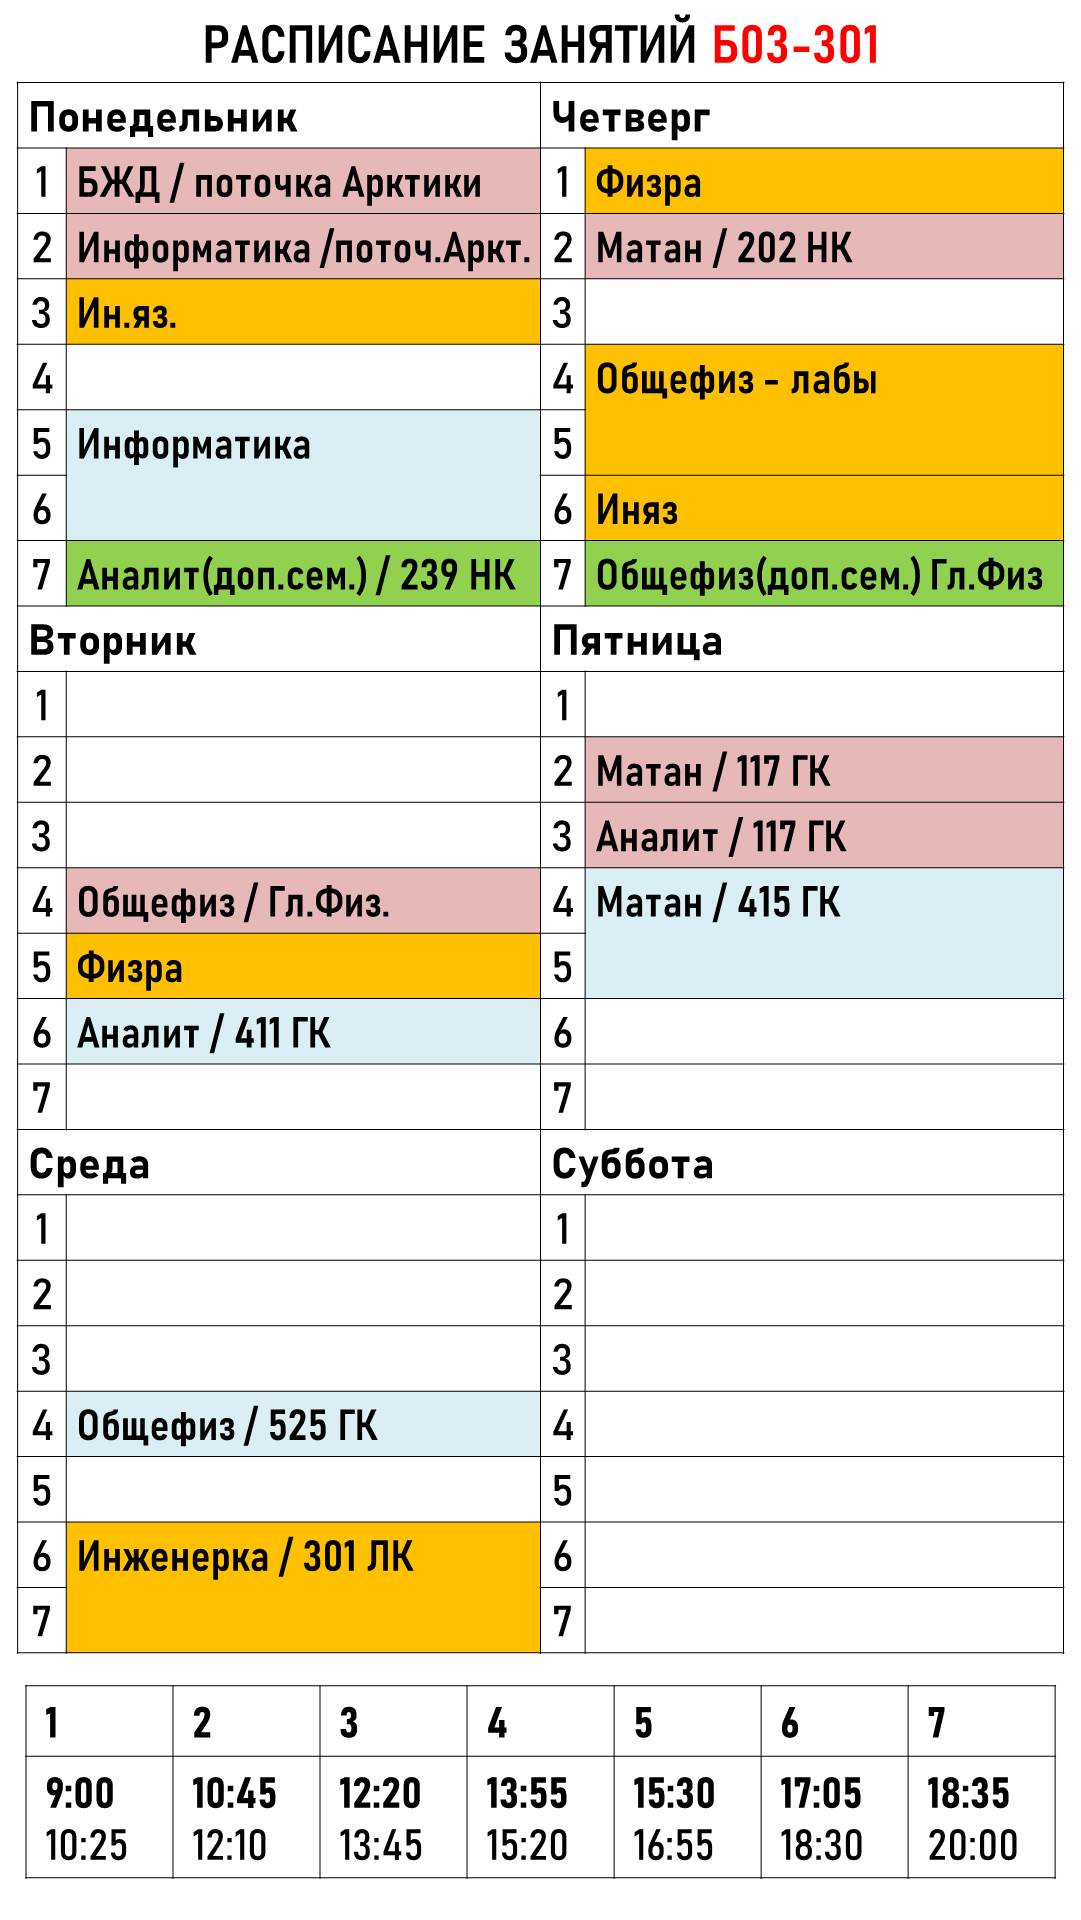 РАСПИСАНИЕ ЗАНЯТИЙ Б03-301
Понедельник
1 БЖД / поточка Арктики
2 Информатика /поточ.Аркт.
3 Ин.яз.
4
5 Информатика
6
7 Аналит(доп.сем.) / 239 НК
Вторник
1
2
3
4 Общефиз / Гл.Физ.
5 Физра
6 Аналит / 411 ГК
7
Среда
1
2
3
4 Общефиз / 525 ГК
5
6 Инженерка / 301 ЛК
7
Четверг
1 Физра
2 Матан / 202 НК
3
4 Общефиз - лабы
5
6 Иняз
7 Общефиз(доп.сем.) Гл.Физ
Пятница
1
2 Матан / 117 ГК
3 Аналит / 117 ГК
4 Матан / 415 ГК
5
6
7
Суббота
1
2
3
4
5
6
7
1 2 3 4 5 6 7
9:00 10:45 12:20 13:55 15:30 17:05 18:35
10:25 12:10 13:45 15:20 16:55 18:30 20:00